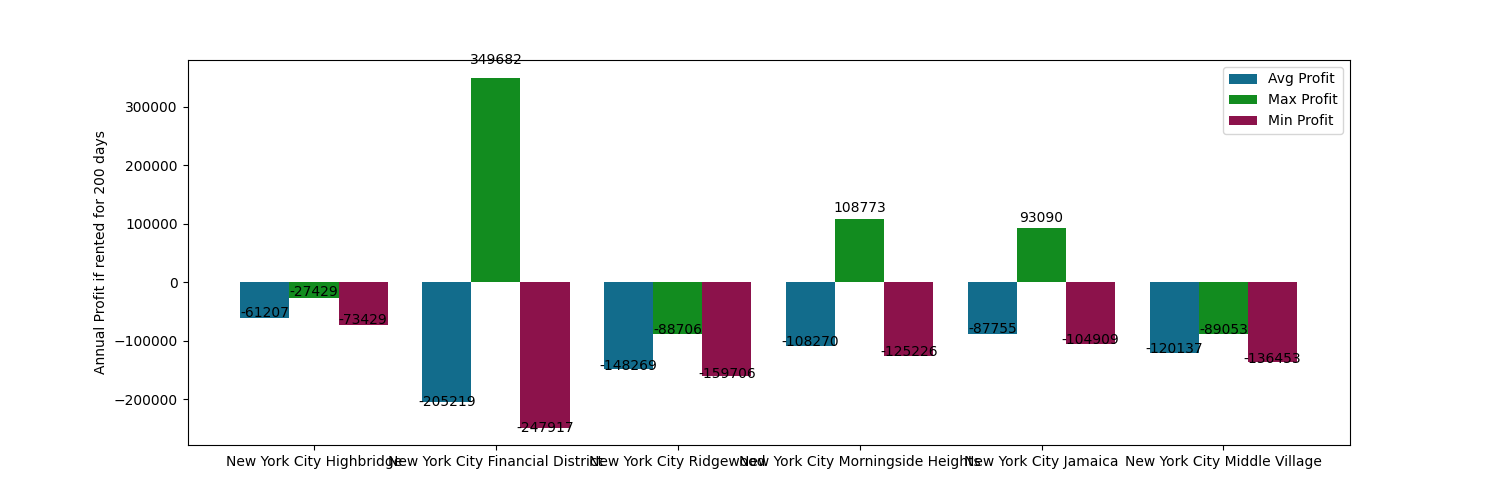 349682
Avg Profit
Max Profit
Min Profit
300000
200000
100000
0
−100000
−200000
Annual Profit if rented for 200 days
108773
93090
-61207
-27429
-73429
-205219
-247917
-148269
-88706
-159706
-108270
-125226
-87755
-104909
-120137
-89053
-136453
New York City Highbridge
New York City Financial District
New York City Ridgewood
New York City Morningside Heights
New York City Jamaica
New York City Middle Village